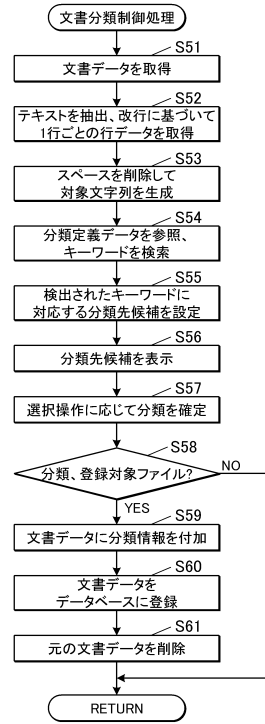 文書分類制御処理
S51
文書データを取得
S52
テキストを抽出、改行に基づいて
1行ごとの行データを取得
S53
スペースを削除して
対象文字列を生成
S54
分類定義データを参照、
キーワードを検索
S55
検出されたキーワードに
対応する分類先候補を設定
S56
分類先候補を表示
S57
選択操作に応じて分類を確定
S58
分類、登録対象ファイル?
NO
YES
S59
文書データに分類情報を付加
S60
文書データを
データベースに登録
S61
元の文書データを削除
RETURN